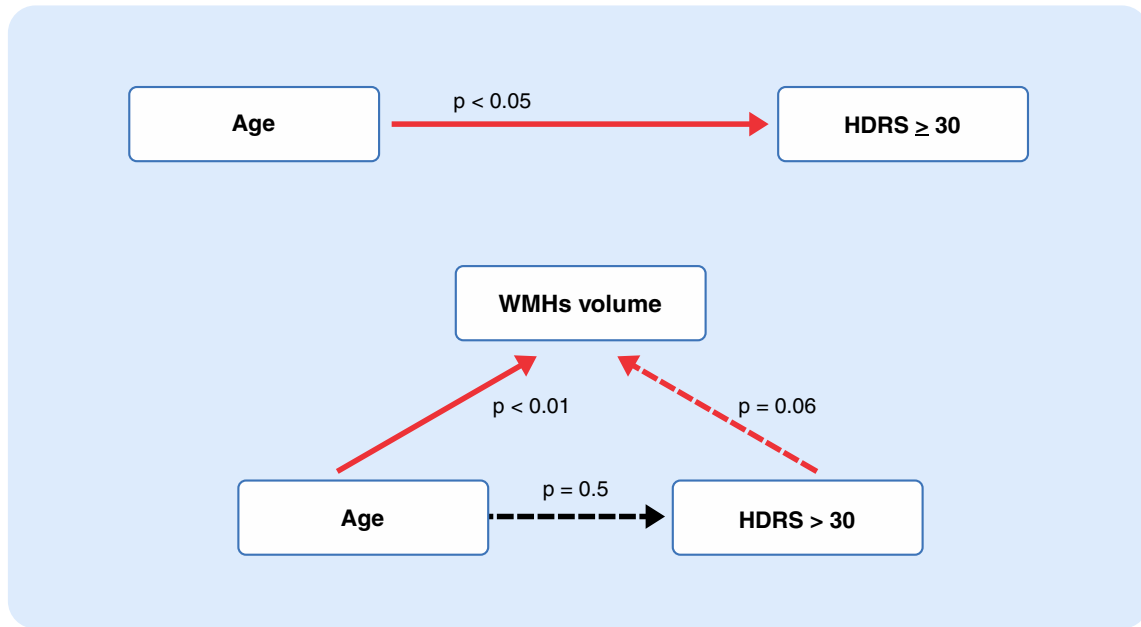 p < 0.05
Age
HDRS ≥ 30
WMHs volume
p < 0.01
p = 0.06
p = 0.5
Age
HDRS > 30